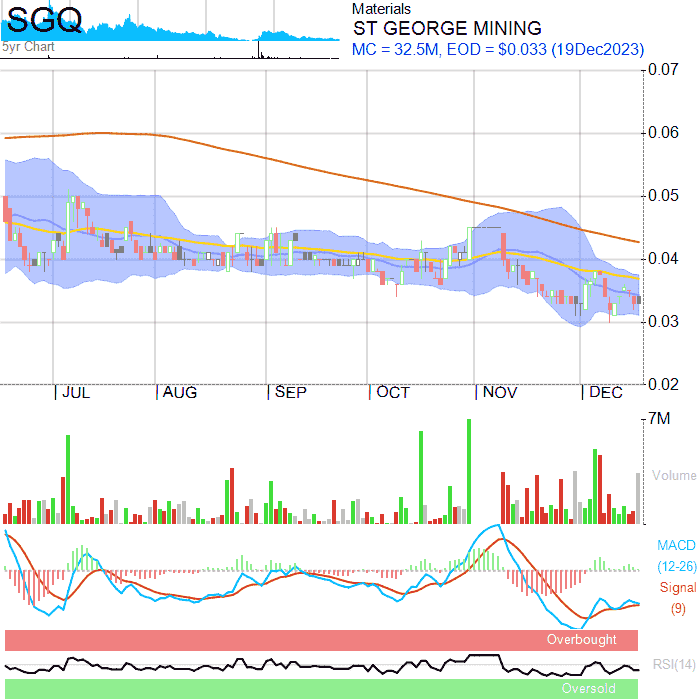 SGQ
5yr Chart
Materials
ST GEORGE MINING
MC = 32.5M, EOD = $0.033 (19Dec2023)
0.07
0.06
0.05
0.04
0.03
0.02
JUL AUG SEP OCT NOV DEC
7M
Volume
MACD
(12-26)
Signal
(9)
Overbought
RSI(14)
Oversold